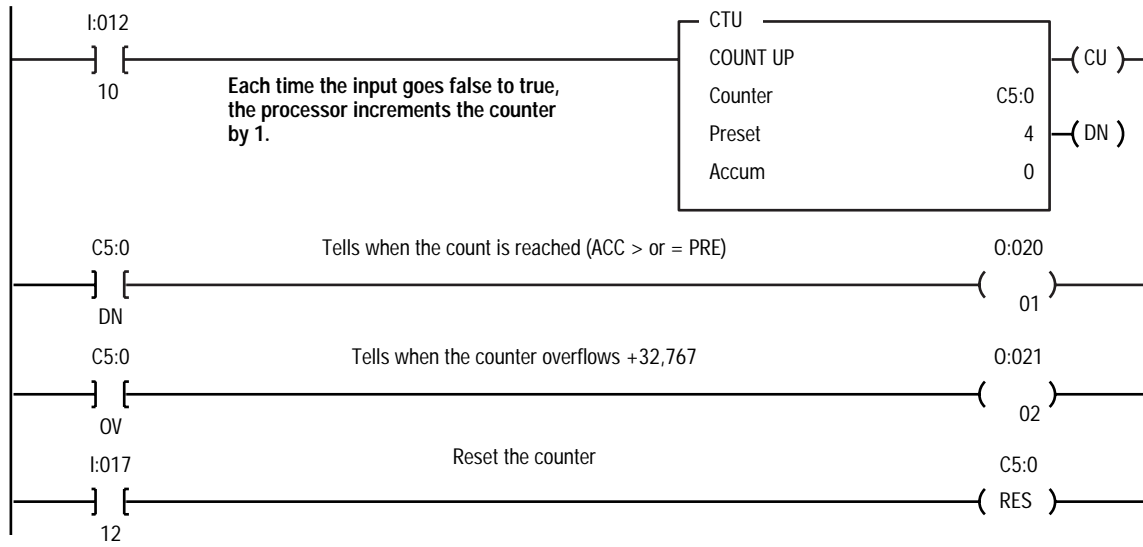 I:012
10
Each time the input goes false to true,
the processor increments the counter
by 1.
CTU
COUNT UP
Counter C5:0
Preset 4
Accum 0
CU
DN
C5:0
DN
Tells when the count is reached (ACC > or = PRE)
O:020
01
C5:0
OV
Tells when the counter overflows +32,767
O:021
02
I:017
12
Reset the counter
C5:0
RES